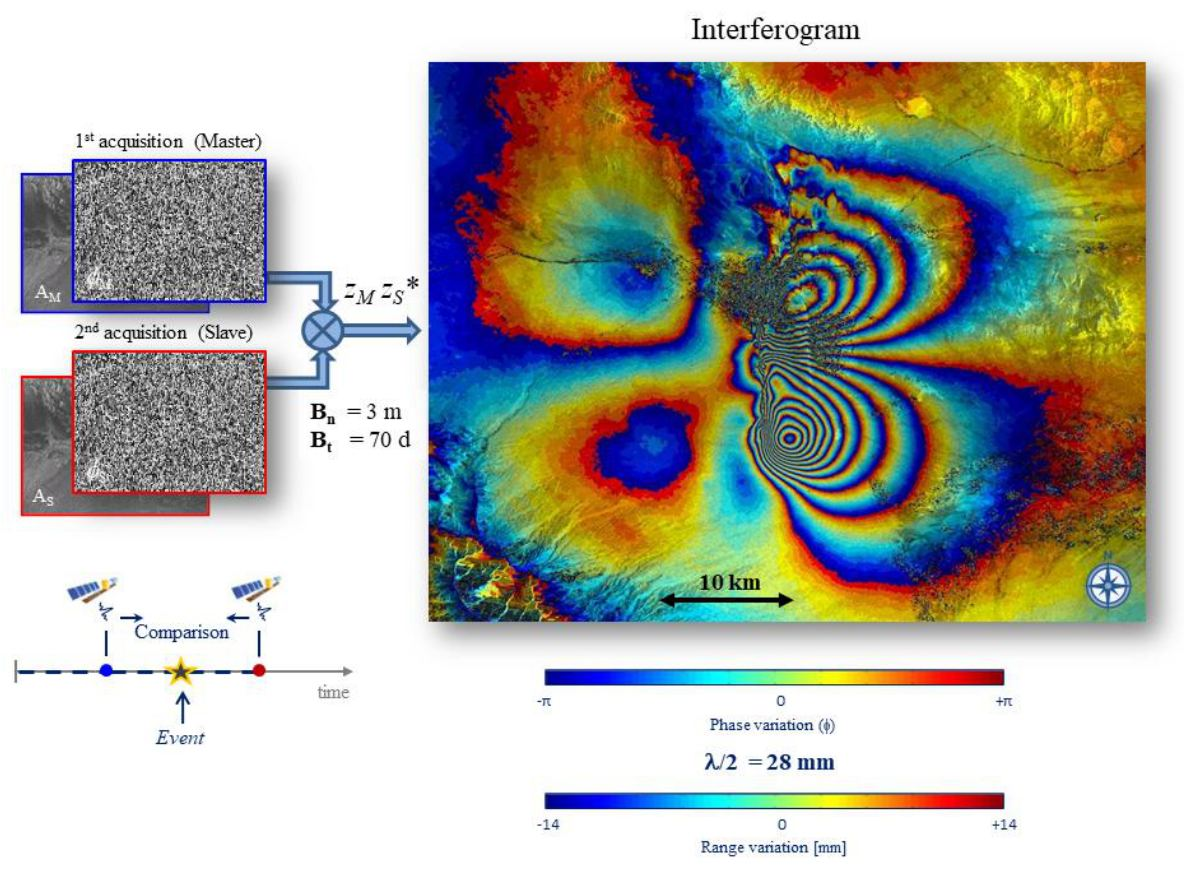 Interferogram
1st acquisition (Master)
ϕM
AM
2nd acquisition (Slave)
ϕ
AS
zM zS*
Bn = 3 m
Bt = 70 d
10 km
N
Comparison
time
Event
-π 0 +π
Phase variation (ϕ)
λ/2 = 28 mm
-14 0 +14
Range variation [mm]